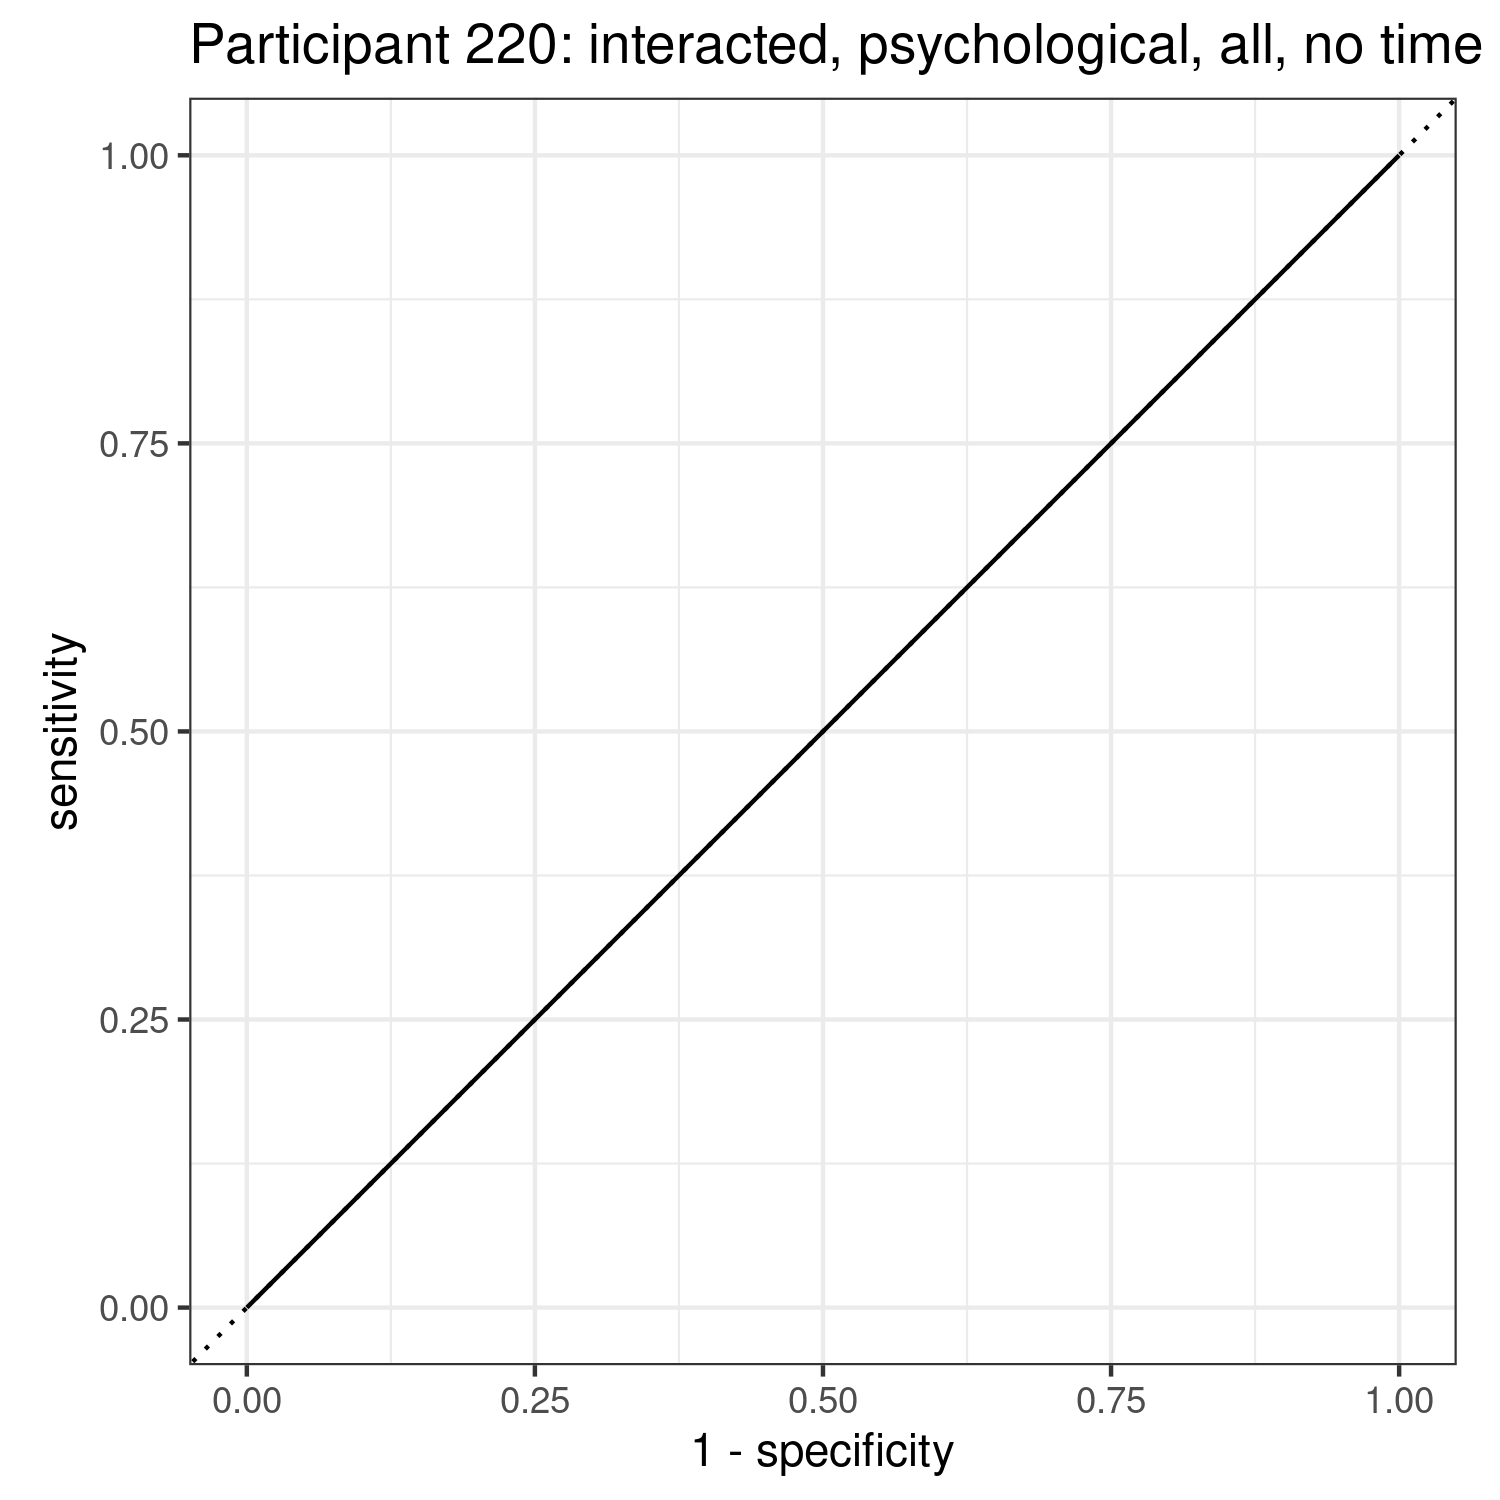 Participant 220: interacted, psychological, all, no time
1.00
0.75
0.50
0.25
0.00
sensitivity
0.00 0.25 0.50 0.75 1.00
1 - specificity